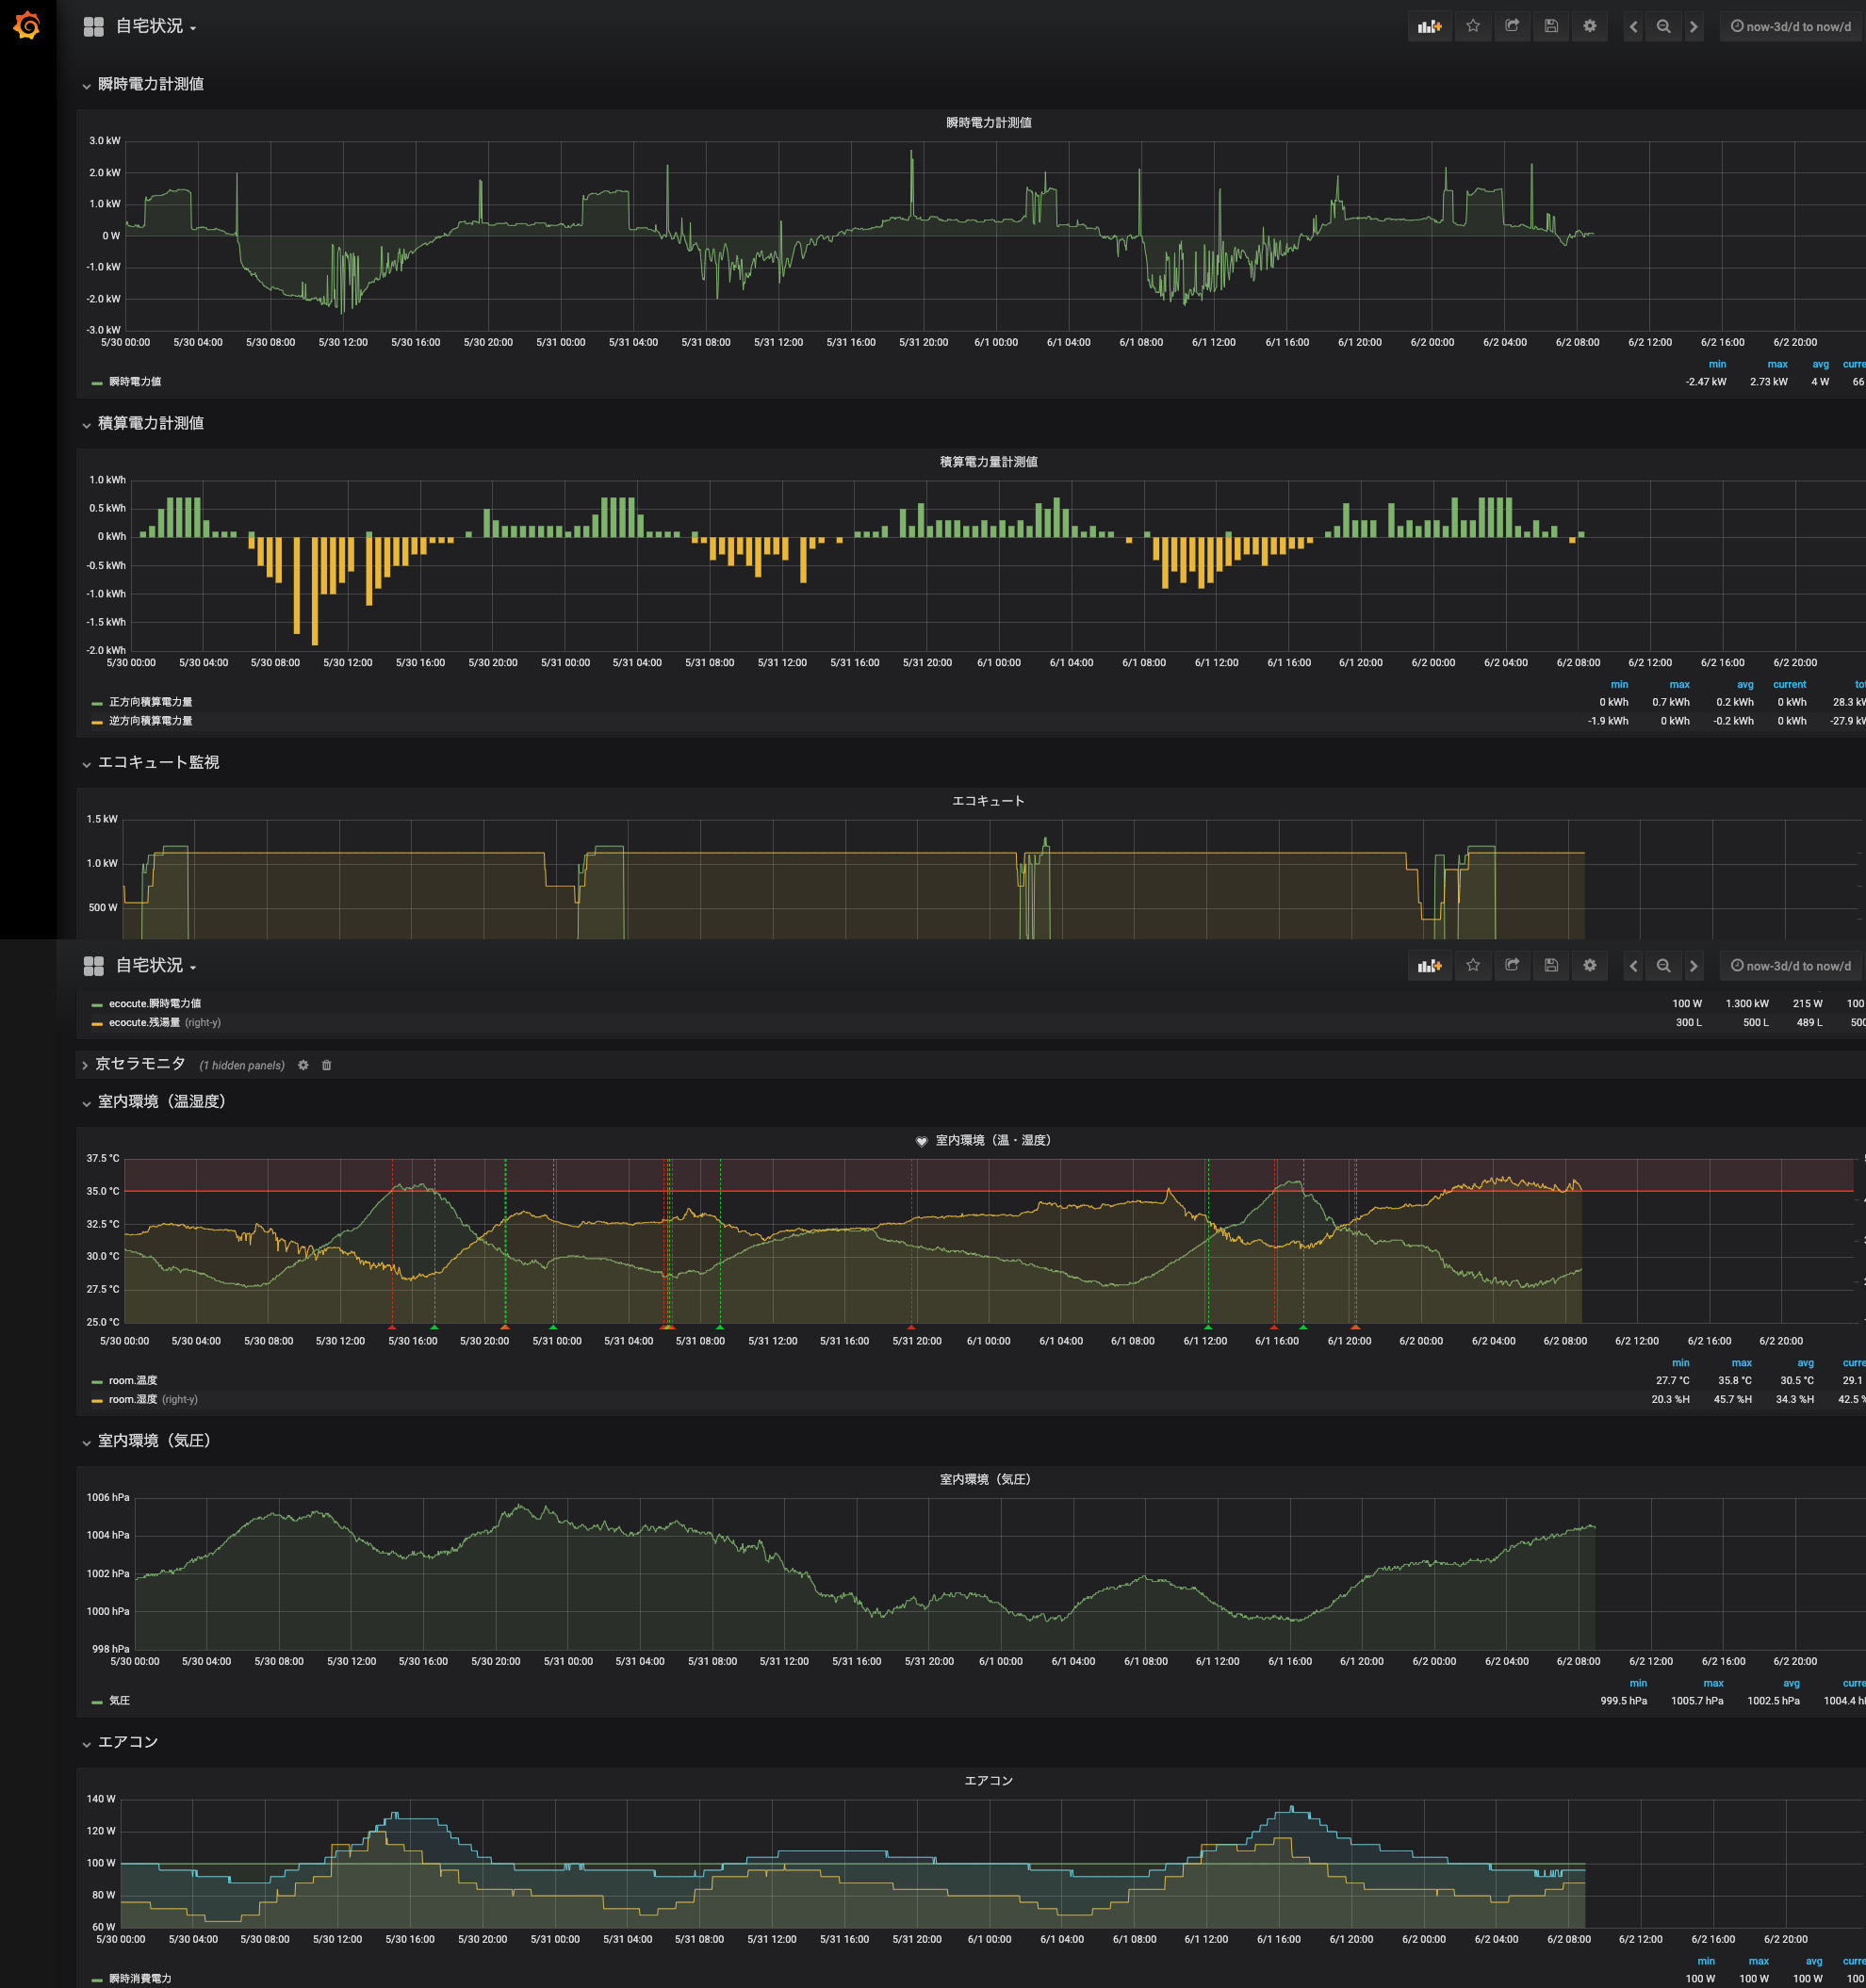 自宅状況
now-3d/d to now/d
瞬時電力計測値
瞬時電力計測値
3.0 kW
2.0 kW
1.0 kW
0 W
-1.0 kW
-2.0 kW
-3.0 kW
5/30 00:00 5/30 04:00 5/30 08:00 5/30 12:00 5/30 16:00 5/30 20:00 5/31 00:00 5/31 04:00 5/31 08:00 5/31 12:00 5/31 16:00 5/31 20:00 6/1 00:00 6/1 04:00 6/1 08:00 6/1 12:00 6/1 16:00 6/1 20:00 6/2 00:00 6/2 04:00 6/2 08:00 6/2 12:00 6/2 16:00 6/2 20:00
min max avg curre
瞬時電力値 -2.47 kW 2.73 kW 4 W 66
積算電力計測値
積算電力量計測値
1.0 kWh
0.5 kWh
0 kWh
-0.5 kWh
-1.0 kWh
-1.5 kWh
-2.0 kWh
5/30 00:00 5/30 04:00 5/30 08:00 5/30 12:00 5/30 16:00 5/30 20:00 5/31 00:00 5/31 04:00 5/31 08:00 5/31 12:00 5/31 16:00 5/31 20:00 6/1 00:00 6/1 04:00 6/1 08:00 6/1 12:00 6/1 16:00 6/1 20:00 6/2 00:00 6/2 04:00 6/2 08:00 6/2 12:00 6/2 16:00 6/2 20:00
min max avg current tot
正方向積算電力量 0 kWh 0.7 kWh 0.2 kWh 0 kWh 28.3 kW
逆方向積算電力量 -1.9 kWh 0 kWh -0.2 kWh 0 kWh -27.9 kW
エコキュート監視
エコキュート
1.5 kW
1.0 kW
500 W
自宅状況
now-3d/d to now/d
ecocute.瞬時電力値 100 W 1.300 kW 215 W 100
ecocute.残湯量 (right-y) 300 L 500 L 489 L 500
京セラモニタ (1 hidden panels)
室内環境（温湿度）
室内環境（温・湿度）
37.5 °C
35.0 °C
32.5 °C
30.0 °C
27.5 °C
25.0 °C
5/30 00:00 5/30 04:00 5/30 08:00 5/30 12:00 5/30 16:00 5/30 20:00 5/31 00:00 5/31 04:00 5/31 08:00 5/31 12:00 5/31 16:00 5/31 20:00 6/1 00:00 6/1 04:00 6/1 08:00 6/1 12:00 6/1 16:00 6/1 20:00 6/2 00:00 6/2 04:00 6/2 08:00 6/2 12:00 6/2 16:00 6/2 20:00
min max avg curre
room.温度 27.7 °C 35.8 °C 30.5 °C 29.1
room.湿度 (right-y) 20.3 %H 45.7 %H 34.3 %H 42.5 %
室内環境（気圧）
室内環境（気圧）
1006 hPa
1004 hPa
1002 hPa
1000 hPa
998 hPa
5/30 00:00 5/30 04:00 5/30 08:00 5/30 12:00 5/30 16:00 5/30 20:00 5/31 00:00 5/31 04:00 5/31 08:00 5/31 12:00 5/31 16:00 5/31 20:00 6/1 00:00 6/1 04:00 6/1 08:00 6/1 12:00 6/1 16:00 6/1 20:00 6/2 00:00 6/2 04:00 6/2 08:00 6/2 12:00 6/2 16:00 6/2 20:00
min max avg curre
気圧 999.5 hPa 1005.7 hPa 1002.5 hPa 1004.4 hP
エアコン
エアコン
140 W
120 W
100 W
80 W
60 W
5/30 00:00 5/30 04:00 5/30 08:00 5/30 12:00 5/30 16:00 5/30 20:00 5/31 00:00 5/31 04:00 5/31 08:00 5/31 12:00 5/31 16:00 5/31 20:00 6/1 00:00 6/1 04:00 6/1 08:00 6/1 12:00 6/1 16:00 6/1 20:00 6/2 00:00 6/2 04:00 6/2 08:00 6/2 12:00 6/2 16:00 6/2 20:00
min max avg curre
瞬時消費電力 100 W 100 W 100 W 100